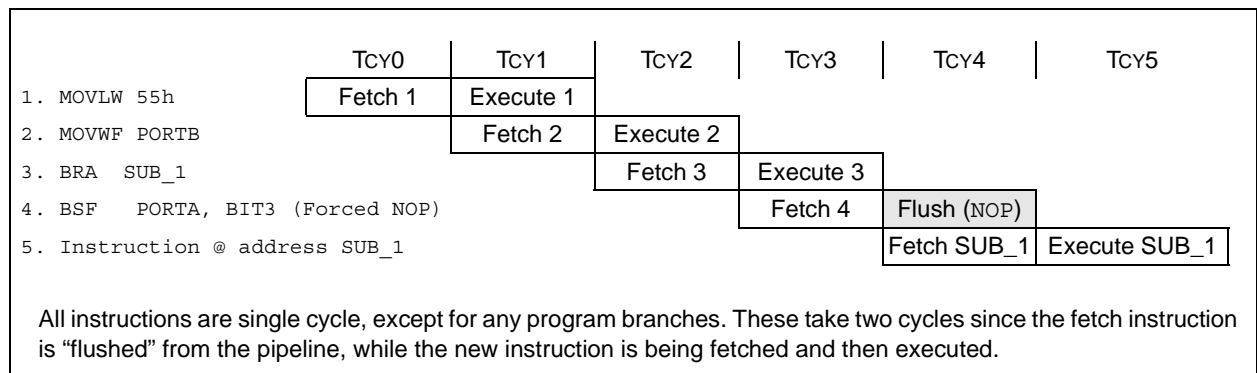 TCY0 TCY1 TCY2 TCY3 TCY4 TCY5
1. MOVLW 55h Fetch 1 Execute 1
2. MOVWF PORTB Fetch 2 Execute 2
3. BRA SUB_1 Fetch 3 Execute 3
4. BSF PORTA, BIT3 (Forced NOP) Fetch 4 Flush (NOP)
5. Instruction @ address SUB_1 Fetch SUB_1 Execute SUB_1
All instructions are single cycle, except for any program branches. These take two cycles since the fetch instruction
is “flushed” from the pipeline, while the new instruction is being fetched and then executed.